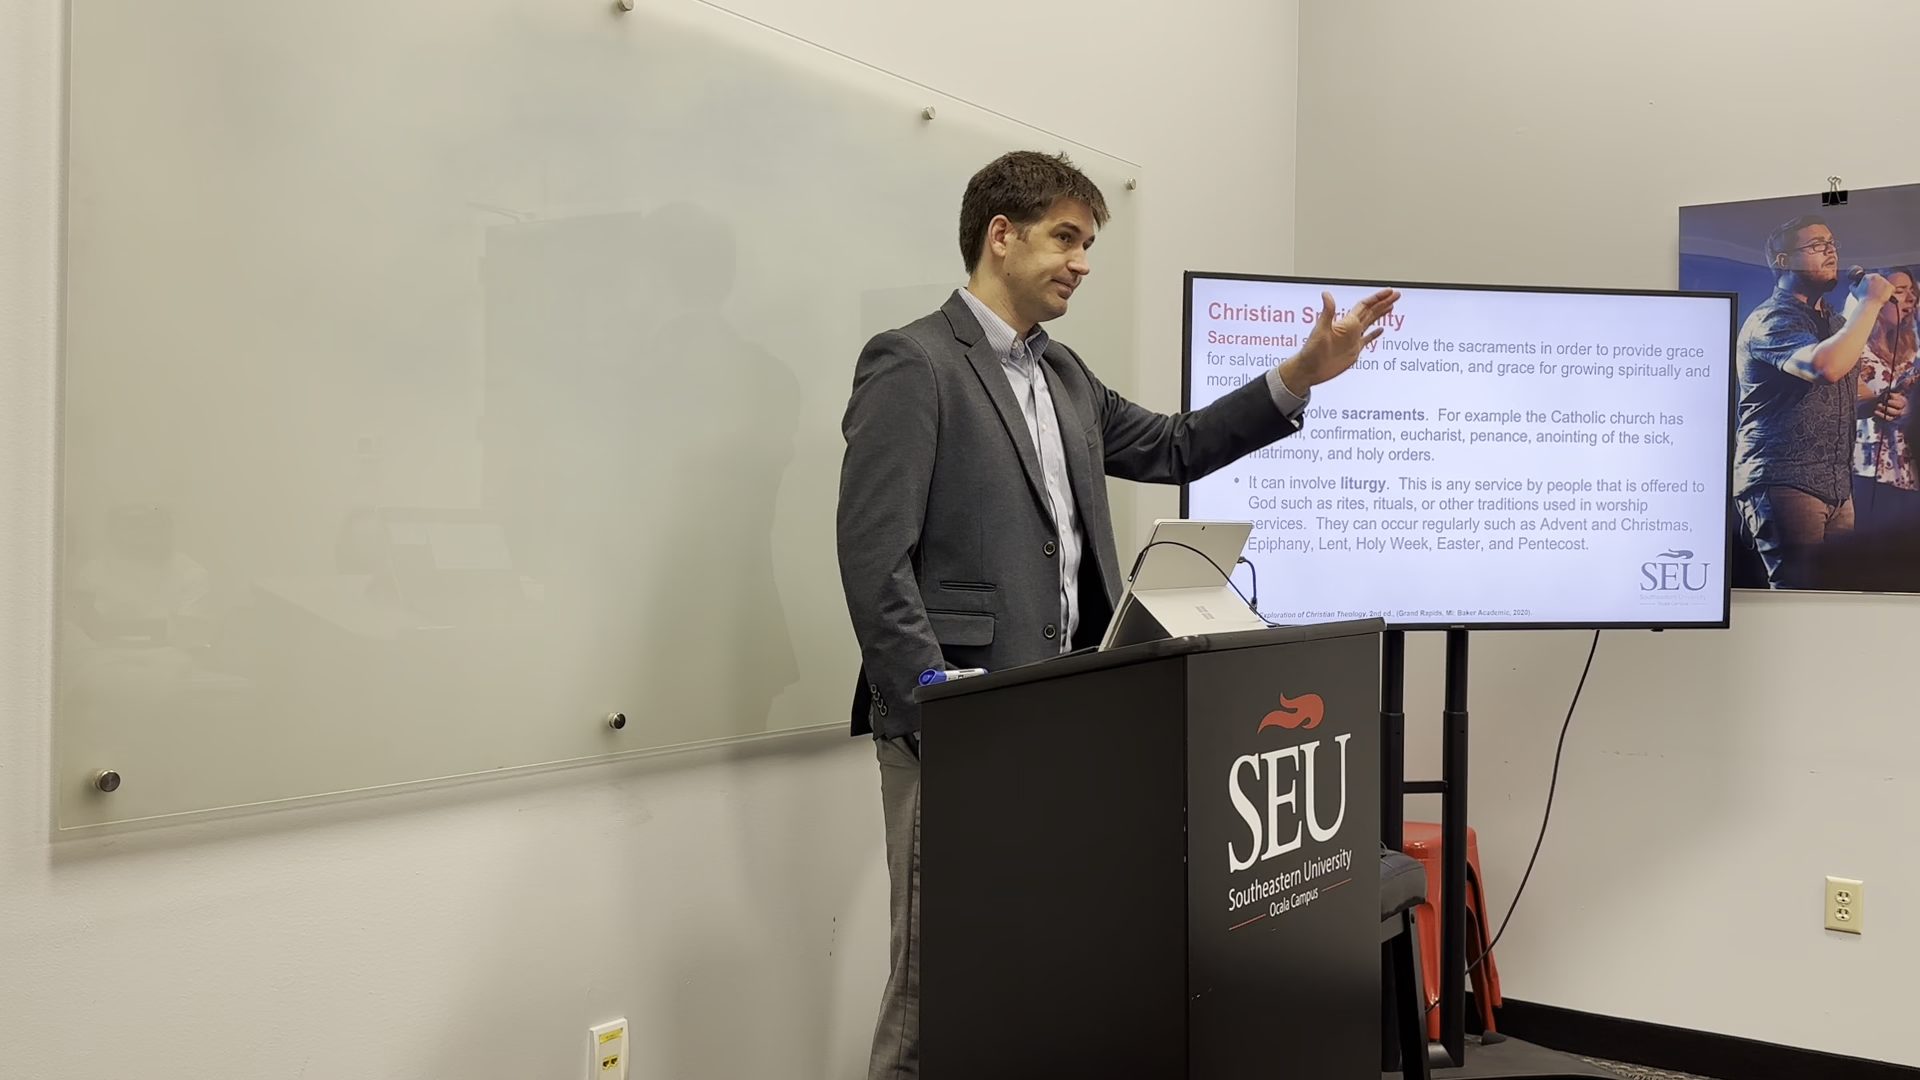 Christian Sp
Sacramental involve the sacraments in order to provide grace
for salvation of salvation, and grace for growing spiritually and
morally
volve sacraments. For example the Catholic church has
confirmation, eucharist, penance, anointing of the sick,
matrimony, and holy orders.
• It can involve liturgy. This is any service by people that is offered to
God such as rites, rituals, or other traditions used in worship
services. They can occur regularly such as Advent and Christmas,
Epiphany, Lent, Holy Week, Easter, and Pentecost.
SEU
Southeastern University
Ocala Campus
Exploration of Christian Theology, 2nd ed., (Grand Rapids, MI: Baker Academic, 2020).
SEU
Southeastern University
Ocala Campus